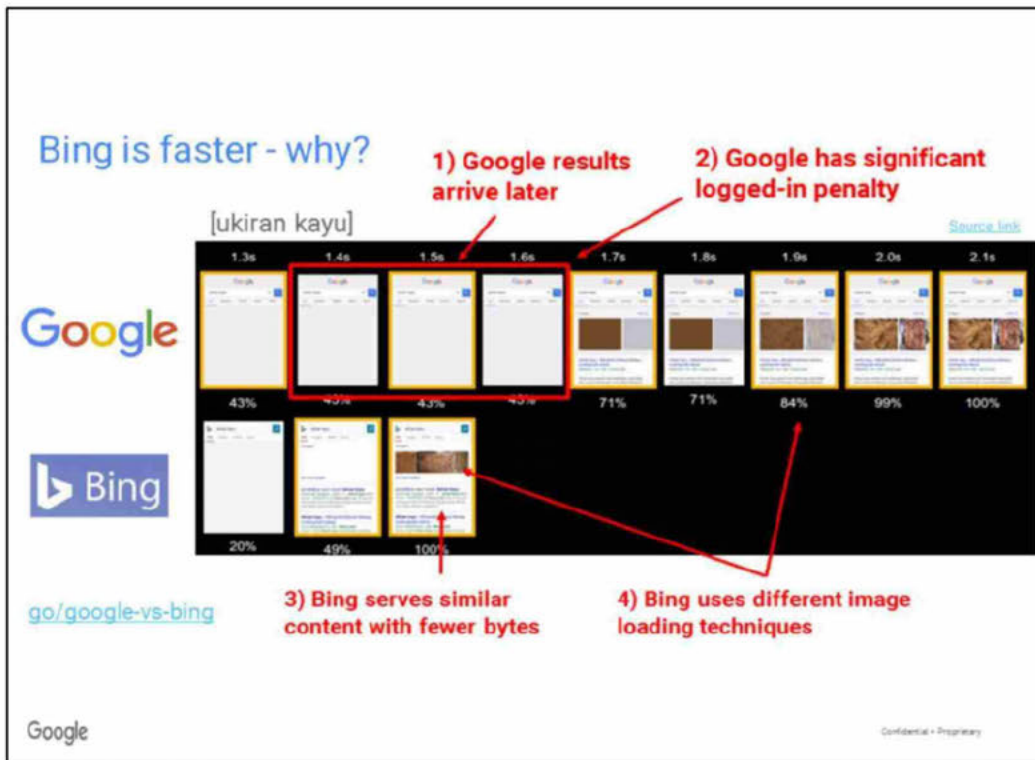 Bing is faster - why?
1) Google results
arrive later
2) Google has significant
logged-in penalty
[ukiran kayu]
Source link
1.3s 1.4s 1.5s 1.6s 1.7s 1.8s 1.9s 2.0s 2.1s
Google
43% 43% 43% 43% 71% 71% 84% 99% 100%
Bing
20% 49% 100%
go/google-vs-bing
3) Bing serves similar
content with fewer bytes
4) Bing uses different image
loading techniques
Google
Confidential • Proprietary